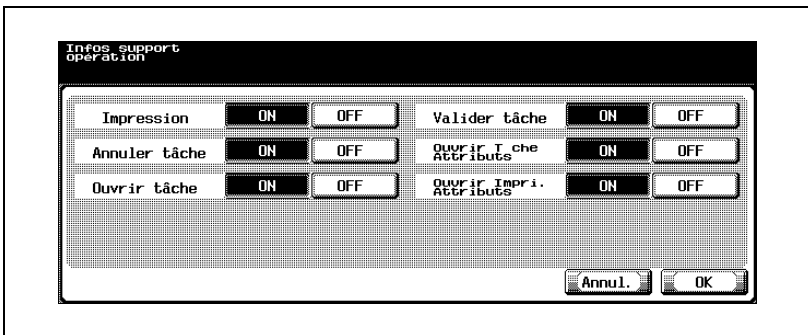 Infos support
opération
Impression ON OFF Valider tâche ON OFF
Annuler tâche ON OFF Ouvrir T che
Attributs ON OFF
Ouvrir tâche ON OFF Ouvrir Impri.
Attributs ON OFF
Annul. OK